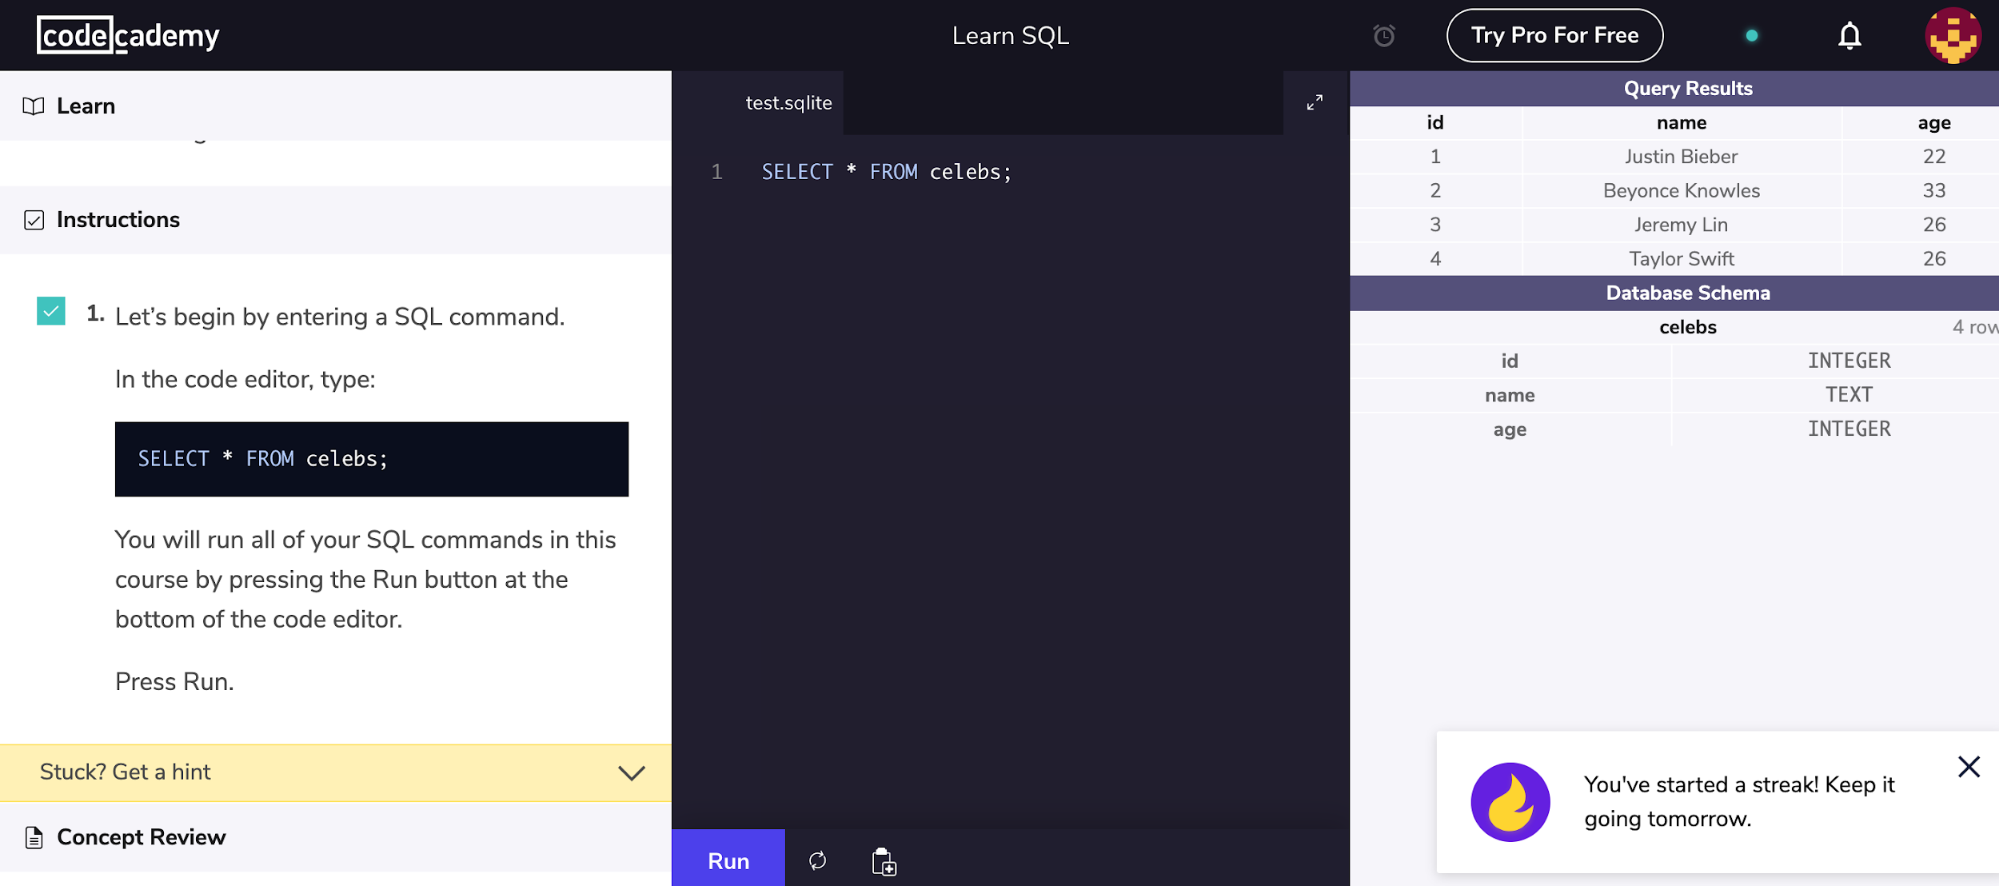 codecademy
Learn SQL
Try Pro For Free
Learn
Instructions
1. Let's begin by entering a SQL command.
In the code editor, type:
SELECT * FROM celebs;
You will run all of your SQL commands in this
course by pressing the Run button at the
bottom of the code editor.
Press Run.
Stuck? Get a hint
Concept Review
test.sqlite
1 SELECT * FROM celebs;
Run
Query Results
id name age
1 Justin Bieber 22
2 Beyonce Knowles 33
3 Jeremy Lin 26
4 Taylor Swift 26
Database Schema
celebs 4 row
id INTEGER
name TEXT
age INTEGER
You've started a streak! Keep it
going tomorrow.